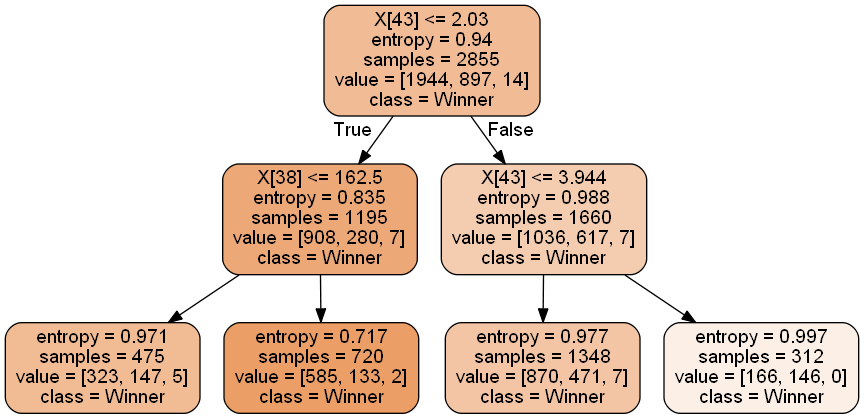 X[43] <= 2.03
entropy = 0.94
samples = 2855
value = [1944, 897, 14]
class = Winner
True
False
X[38] <= 162.5
entropy = 0.835
samples = 1195
value = [908, 280, 7]
class = Winner
X[43] <= 3.944
entropy = 0.988
samples = 1660
value = [1036, 617, 7]
class = Winner
entropy = 0.971
samples = 475
value = [323, 147, 5]
class = Winner
entropy = 0.717
samples = 720
value = [585, 133, 2]
class = Winner
entropy = 0.977
samples = 1348
value = [870, 471, 7]
class = Winner
entropy = 0.997
samples = 312
value = [166, 146, 0]
class = Winner